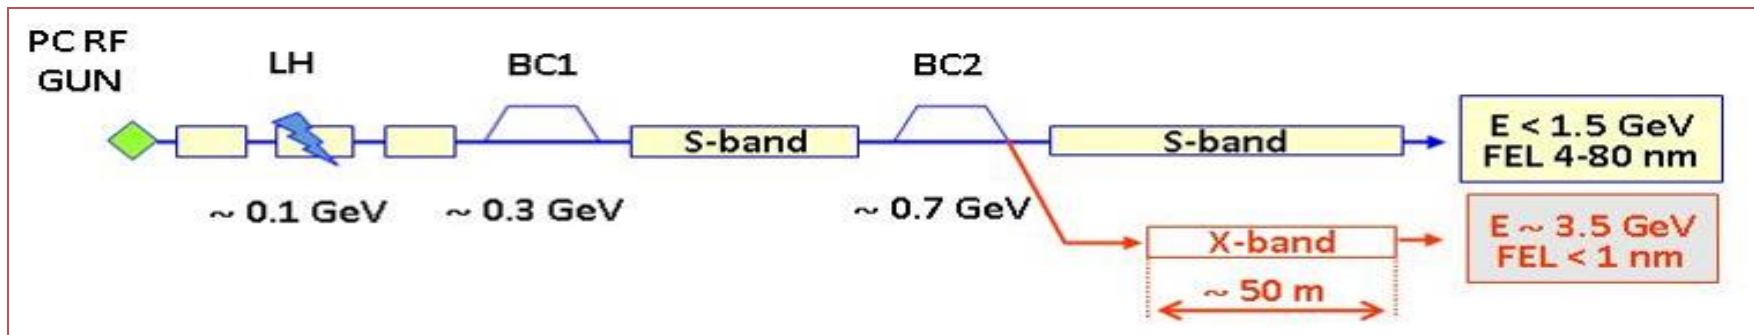 PC RF
GUN
LH
BC1
BC2
S-band
S-band
E < 1.5 GeV
FEL 4-80 nm
~ 0.1 GeV
~ 0.3 GeV
~ 0.7 GeV
X-band
E ~ 3.5 GeV
FEL < 1 nm
~ 50 m